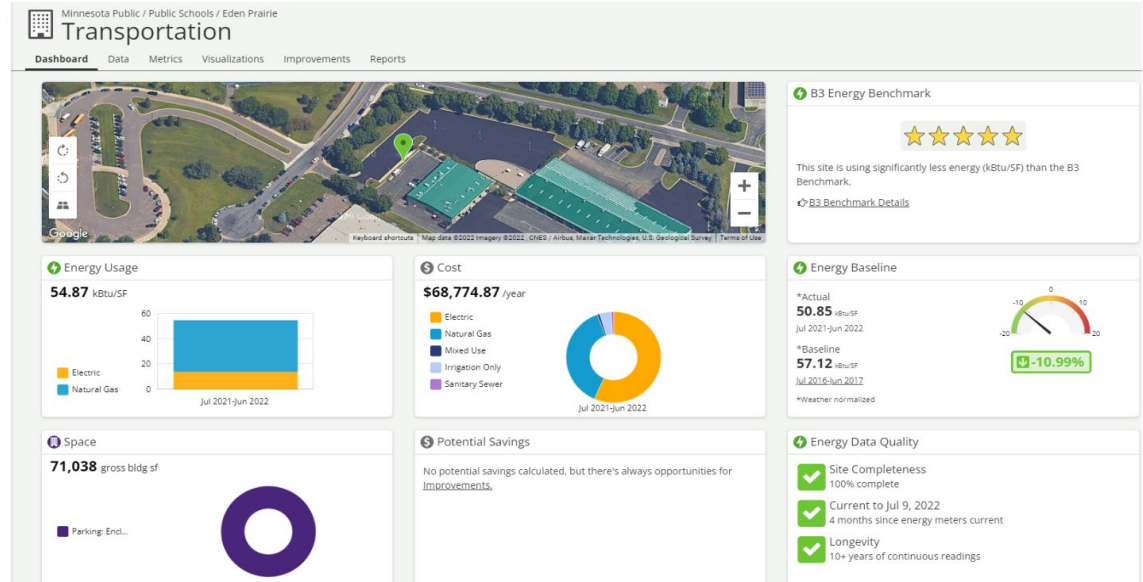 Minnesota Public / Public Schools / Eden Prairie
Transportation
Dashboard Data Metrics Visualizations Improvements Reports
Google
Keyboard shortcuts Map data ©2022 Imagery ©2022 , CNES / Airbus, Maxar Technologies, U.S. Geological Survey Terms of Use
+
−
B3 Energy Benchmark
This site is using significantly less energy (kBtu/SF) than the B3
Benchmark.
B3 Benchmark Details
Energy Usage
54.87 kBtu/SF
60
40
20
0
Electric
Natural Gas
Jul 2021-Jun 2022
Cost
$68,774.87 /year
Electric
Natural Gas
Mixed Use
Irrigation Only
Sanitary Sewer
Jul 2021-Jun 2022
Energy Baseline
*Actual
50.85 kBtu/SF
Jul 2021-Jun 2022
*Baseline
57.12 kBtu/SF
Jul 2016-Jun 2017
*Weather normalized
-20
-10
0
10
20
-10.99%
Space
71,038 gross bldg sf
Parking: Encl...
Potential Savings
No potential savings calculated, but there's always opportunities for
Improvements.
Energy Data Quality
Site Completeness
100% complete
Current to Jul 9, 2022
4 months since energy meters current
Longevity
10+ years of continuous readings